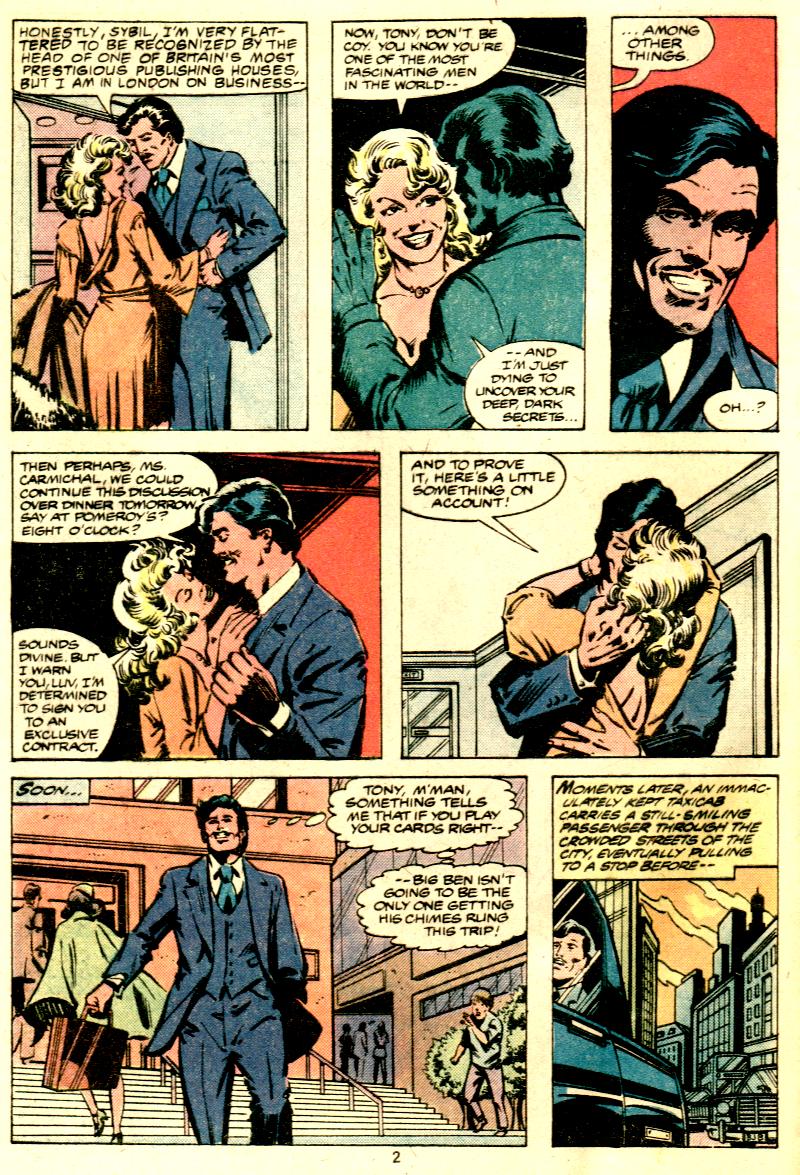 HONESTLY, SYBIL, I'M VERY FLAT-
TERED TO BE RECOGNIZED BY THE
HEAD OF ONE OF BRITAIN'S MOST
PRESTIGIOUS PUBLISHING HOUSES,
BUT I AM IN LONDON ON BUSINESS--
NOW, TONY, DON'T BE
COY. YOU KNOW YOU'RE
ONE OF THE MOST
FASCINATING MEN
IN THE WORLD--
--AND
I'M JUST
DYING TO
UNCOVER YOUR
DEEP, DARK
SECRETS...
...AMONG
OTHER
THINGS.
OH...?
THEN PERHAPS, MS.
CARMICHAL, WE COULD
CONTINUE THIS DISCUSSION
OVER DINNER TOMORROW,
SAY AT POMEROY'S?
EIGHT O'CLOCK?
SOUNDS
DIVINE. BUT
I WARN
YOU, LUV, I'M
DETERMINED
TO SIGN YOU
TO AN
EXCLUSIVE
CONTRACT.
AND TO PROVE
IT, HERE'S A LITTLE
SOMETHING ON
ACCOUNT!
EXIT
SOON...
TONY, M'MAN,
SOMETHING TELLS
ME THAT IF YOU PLAY
YOUR CARDS RIGHT--
--BIG BEN ISN'T
GOING TO BE THE
ONLY ONE GETTING
HIS CHIMES RUNG
THIS TRIP!
MOMENTS LATER, AN IMMAC-
ULATELY KEPT TAXICAB
CARRIES A STILL-SMILING
PASSENGER THROUGH THE
CROWDED STREETS OF THE
CITY, EVENTUALLY PULLING
TO A STOP BEFORE--
2